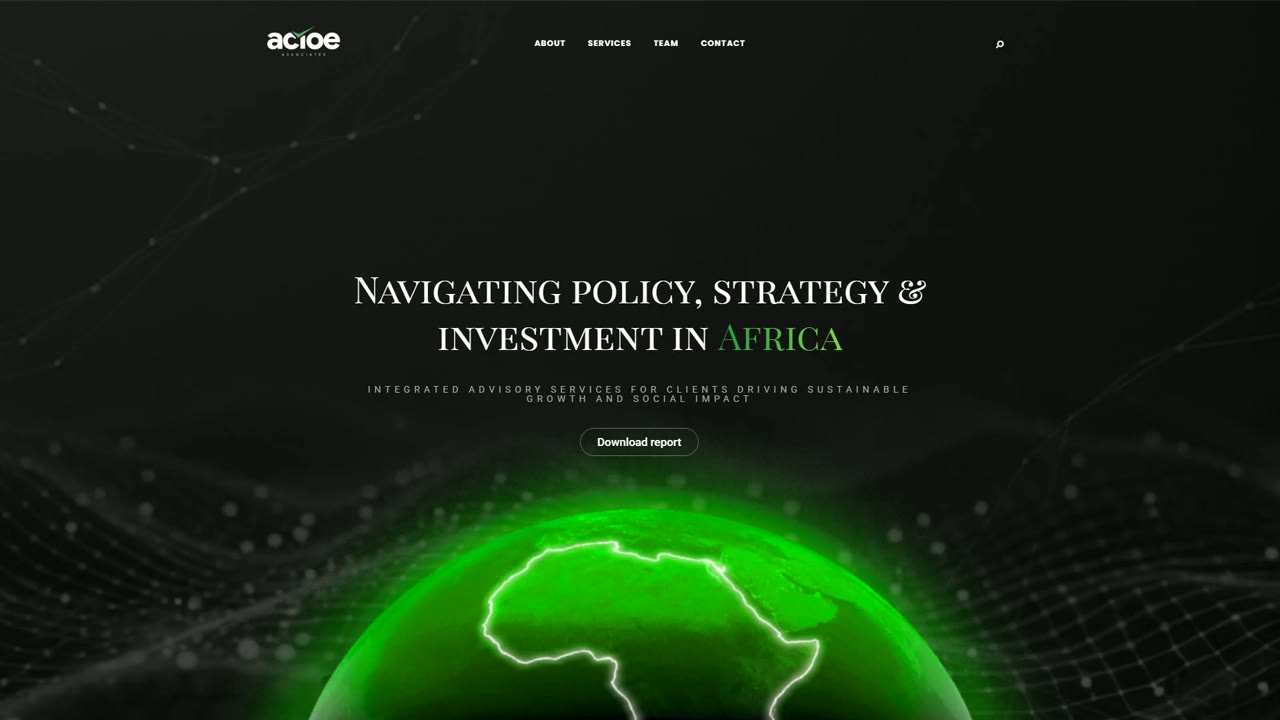 acioe
ASSOCIATES
ABOUT SERVICES TEAM CONTACT
Navigating policy, strategy &
investment in Africa
INTEGRATED ADVISORY SERVICES FOR CLIENTS DRIVING SUSTAINABLE
GROWTH AND SOCIAL IMPACT
Download report